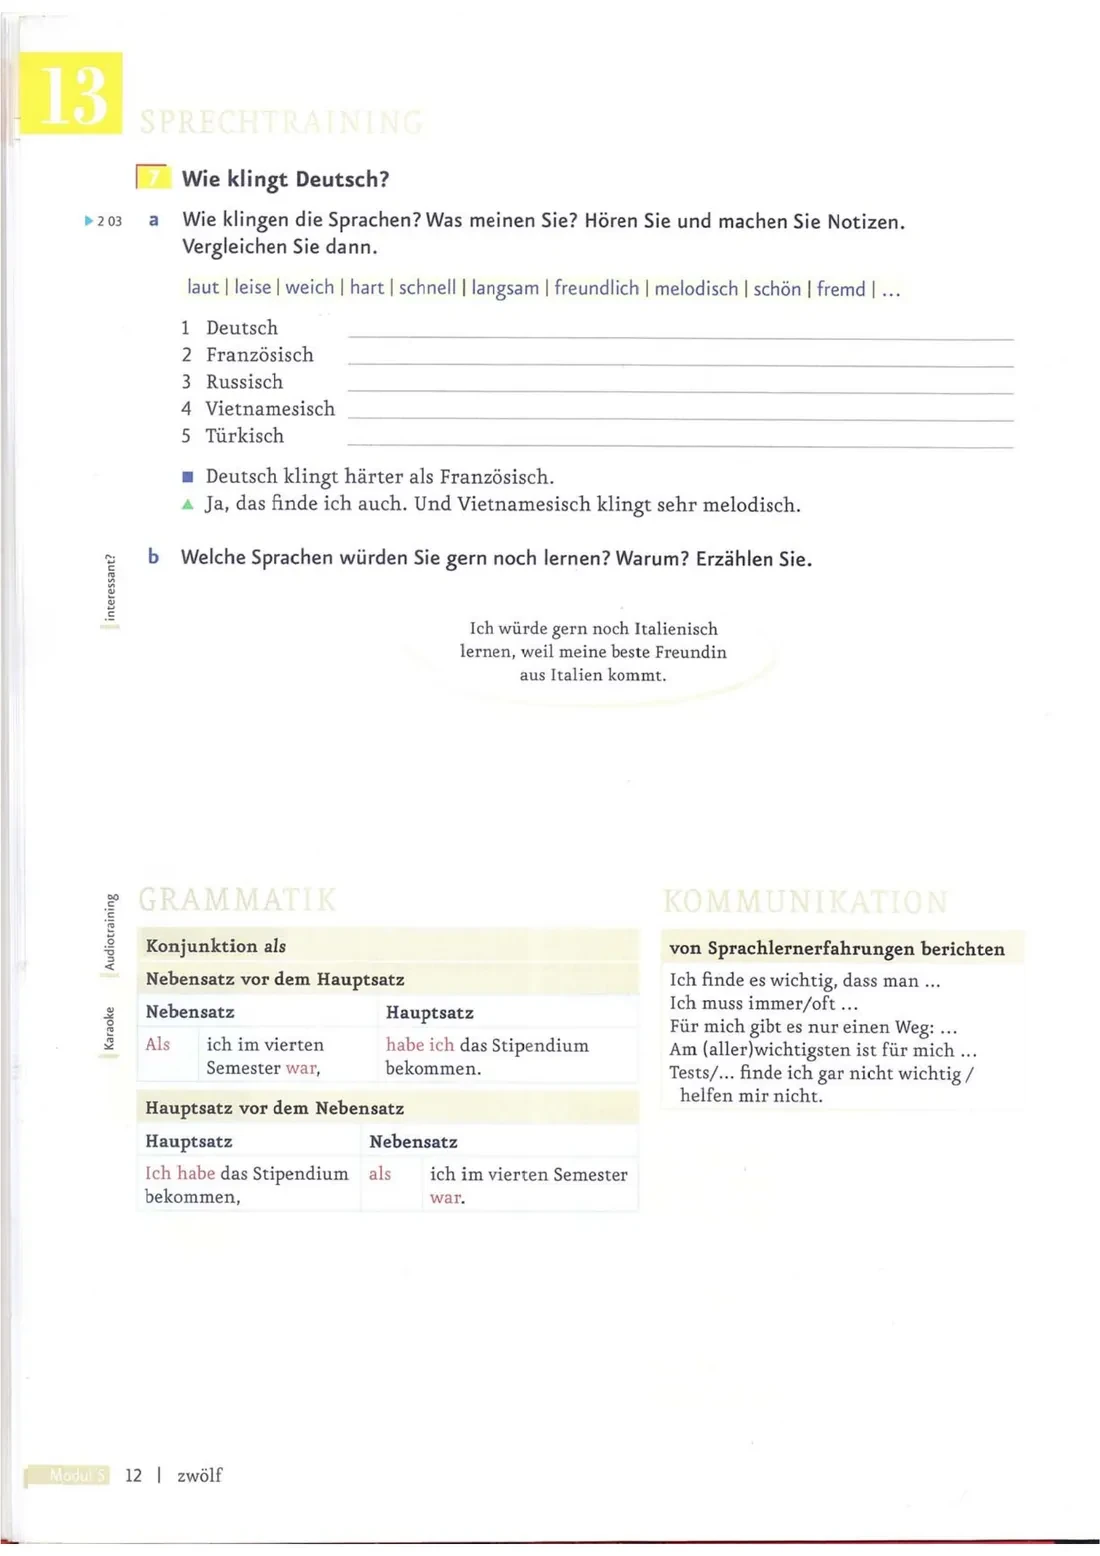 13
SPRECHTRAINING
7 Wie klingt Deutsch?
▶ 2 03 a Wie klingen die Sprachen? Was meinen Sie? Hören Sie und machen Sie Notizen.
Vergleichen Sie dann.
laut | leise | weich | hart | schnell | langsam | freundlich | melodisch | schön | fremd | ...
1 Deutsch
2 Französisch
3 Russisch
4 Vietnamesisch
5 Türkisch
■ Deutsch klingt härter als Französisch.
▲ Ja, das finde ich auch. Und Vietnamesisch klingt sehr melodisch.
interessant?
b Welche Sprachen würden Sie gern noch lernen? Warum? Erzählen Sie.
Ich würde gern noch Italienisch
lernen, weil meine beste Freundin
aus Italien kommt.
Audiotraining
Karaoke
GRAMMATIK
Konjunktion als
Nebensatz vor dem Hauptsatz
Nebensatz Hauptsatz
Als ich im vierten habe ich das Stipendium
Semester war, bekommen.
Hauptsatz vor dem Nebensatz
Hauptsatz Nebensatz
Ich habe das Stipendium als ich im vierten Semester
bekommen, war.
KOMMUNIKATION
von Sprachlernerfahrungen berichten
Ich finde es wichtig, dass man ...
Ich muss immer/oft ...
Für mich gibt es nur einen Weg: ...
Am (aller)wichtigsten ist für mich ...
Tests/... finde ich gar nicht wichtig /
helfen mir nicht.
Modul 5 12 | zwölf